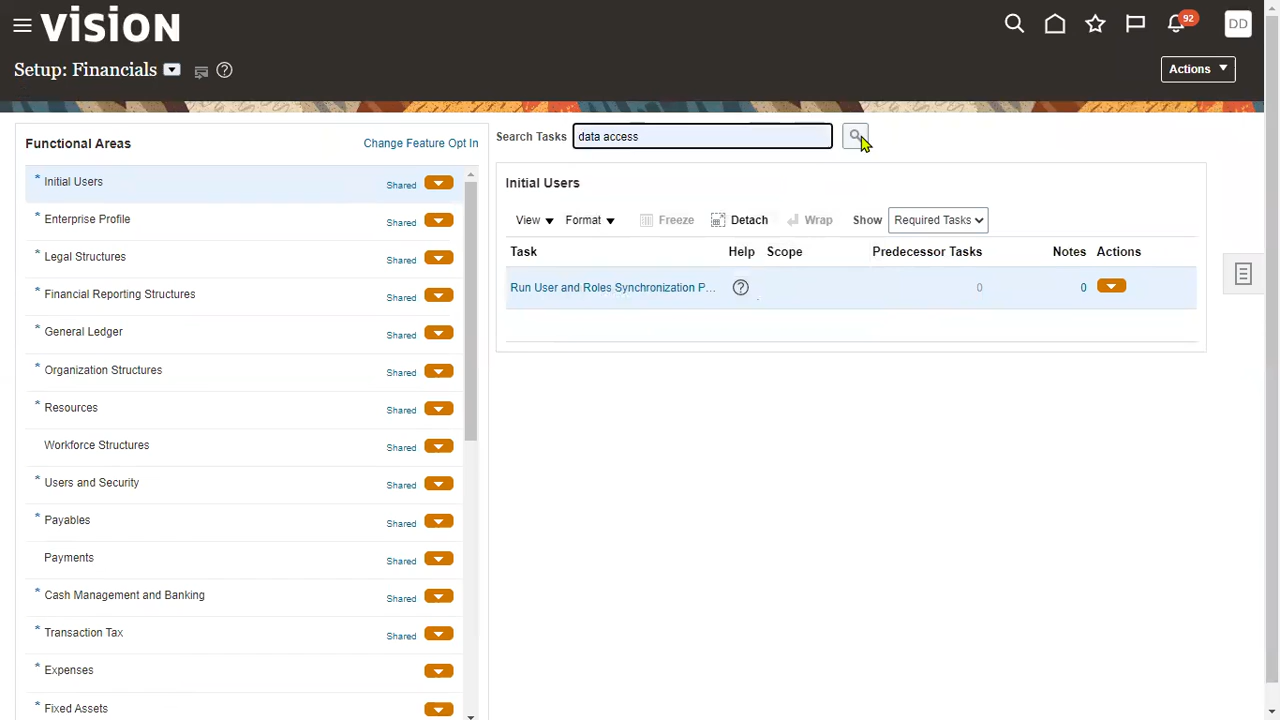 VISION
92
DD
Setup: Financials
Actions
Functional Areas
Change Feature Opt In
* Initial Users Shared
* Enterprise Profile Shared
* Legal Structures Shared
* Financial Reporting Structures Shared
* General Ledger Shared
* Organization Structures Shared
* Resources Shared
Workforce Structures Shared
* Users and Security Shared
* Payables Shared
Payments Shared
* Cash Management and Banking Shared
* Transaction Tax Shared
* Expenses
* Fixed Assets
Search Tasks data access
Initial Users
View Format Freeze Detach Wrap Show Required Tasks
Task Help Scope Predecessor Tasks Notes Actions
Run User and Roles Synchronization P... 0 0